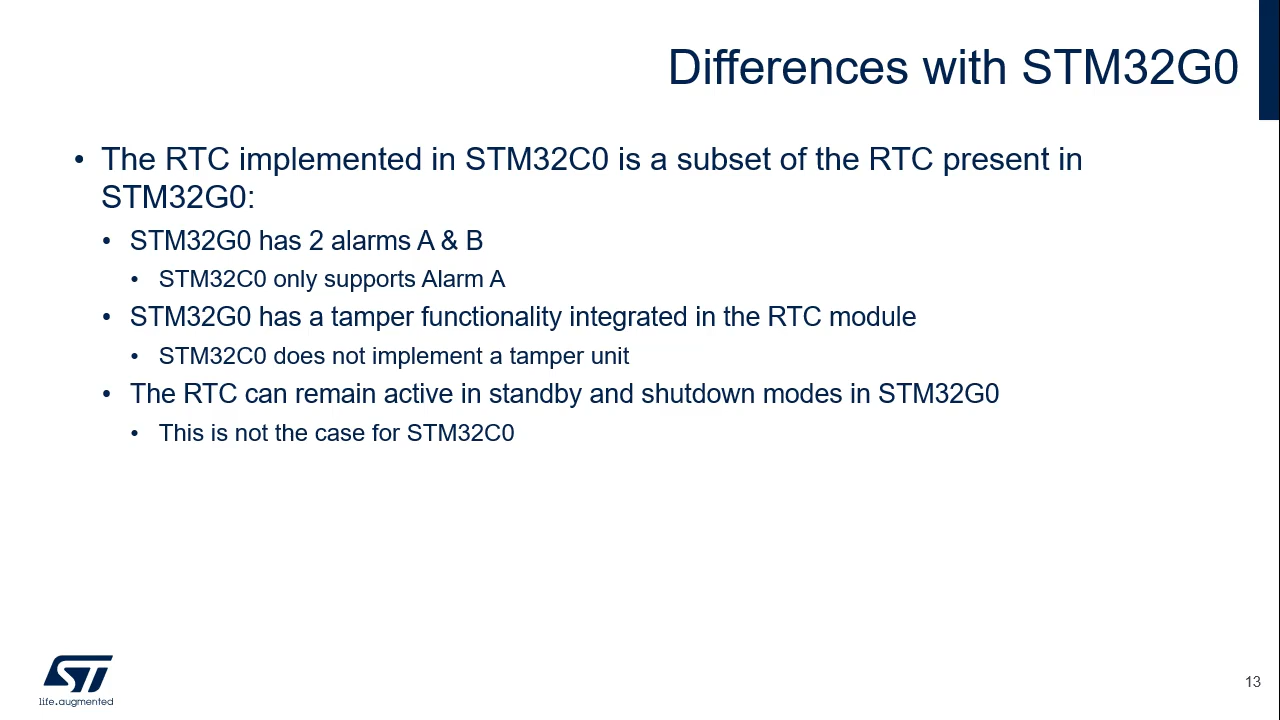 Differences with STM32G0
• The RTC implemented in STM32C0 is a subset of the RTC present in
STM32G0:
• STM32G0 has 2 alarms A & B
• STM32C0 only supports Alarm A
• STM32G0 has a tamper functionality integrated in the RTC module
• STM32C0 does not implement a tamper unit
• The RTC can remain active in standby and shutdown modes in STM32G0
• This is not the case for STM32C0
ST
life.augmented
13